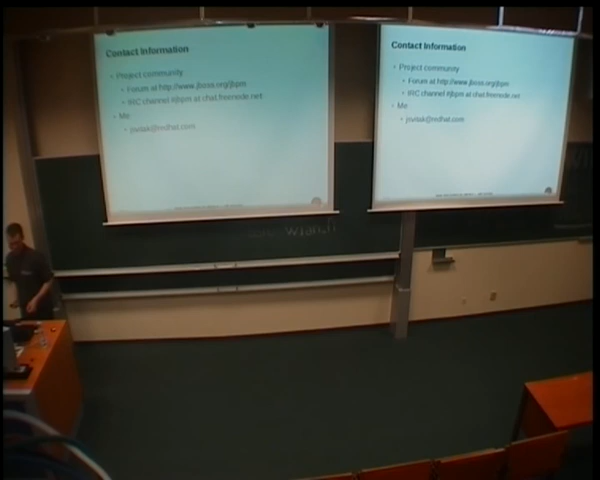 Contact Information
Project community
Forum at http://www.jboss.org/jbpm
IRC channel #jbpm at chat.freenode.net
Me
jsvitak@redhat.com
Contact Information
Project community
Forum at http://www.jboss.org/jbpm
IRC channel #jbpm at chat.freenode.net
Me
jsvitak@redhat.com